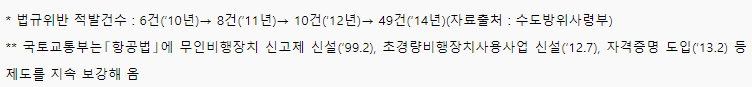 * 법규위반 적발건수 : 6건('10년)→ 8건('11년)→ 10건('12년)→ 49건('14년)(자료출처 : 수도방위사령부)
** 국토교통부는「항공법」에 무인비행장치 신고제 신설('99.2), 초경량비행장치사용사업 신설('12.7), 자격증명 도입('13.2) 등
제도를 지속 보강해 옴